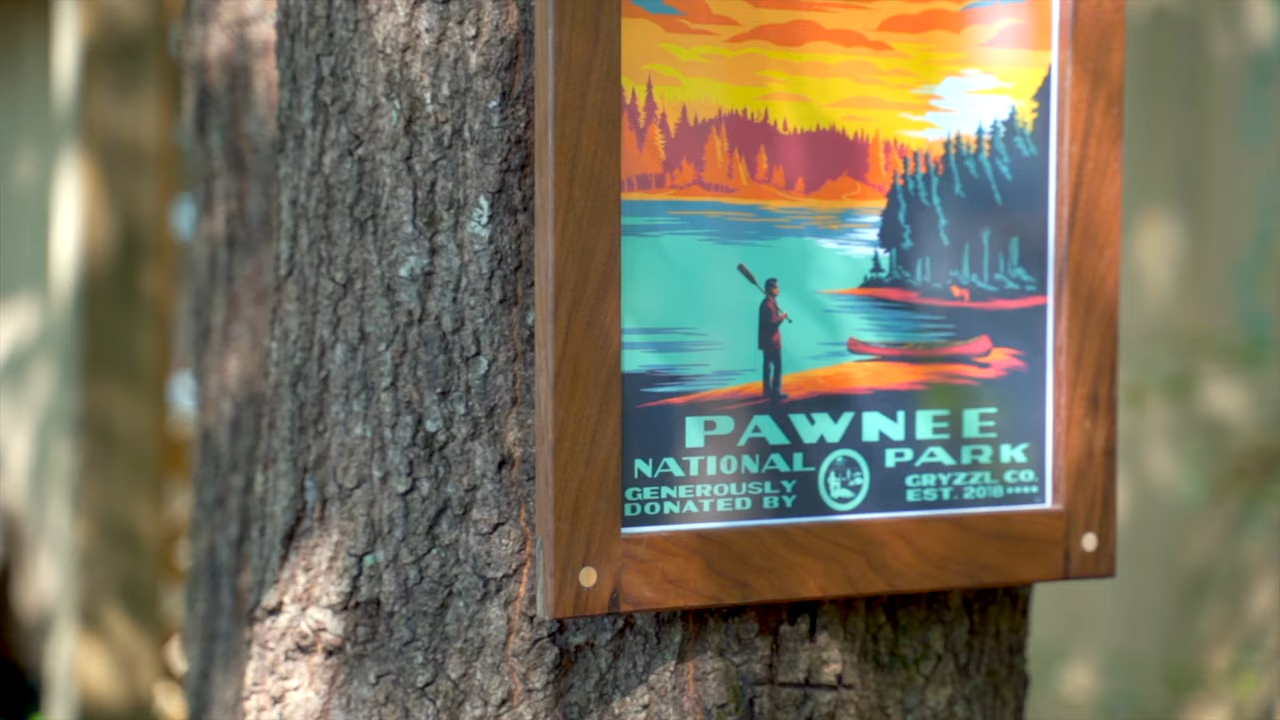 PAWNEE
NATIONAL PARK
GENEROUSLY
DONATED BY
GRYZZL CO.
EST. 2018****